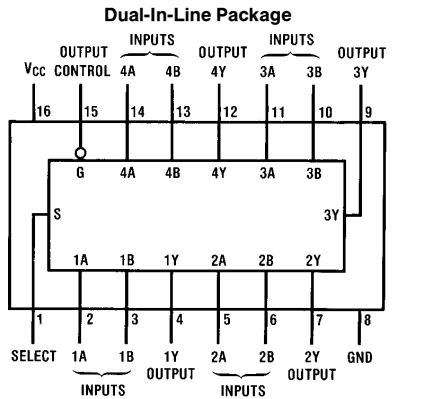 Dual-In-Line Package
INPUTS INPUTS
OUTPUT OUTPUT OUTPUT
VCC CONTROL 4A 4B 4Y 3A 3B 3Y
16 15 14 13 12 11 10 9
G 4A 4B 4Y 3A 3B
S 3Y
1A 1B 1Y 2A 2B 2Y
1 2 3 4 5 6 7 8
SELECT 1A 1B 1Y 2A 2B 2Y GND
OUTPUT OUTPUT
INPUTS INPUTS